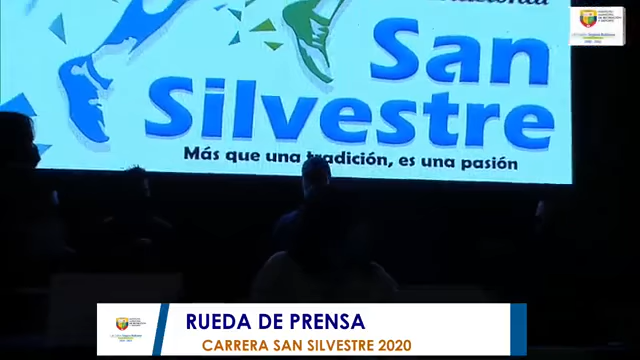 San
Silvestre
Más que una tradición, es una pasión
RUEDA DE PRENSA
CARRERA SAN SILVESTRE 2020